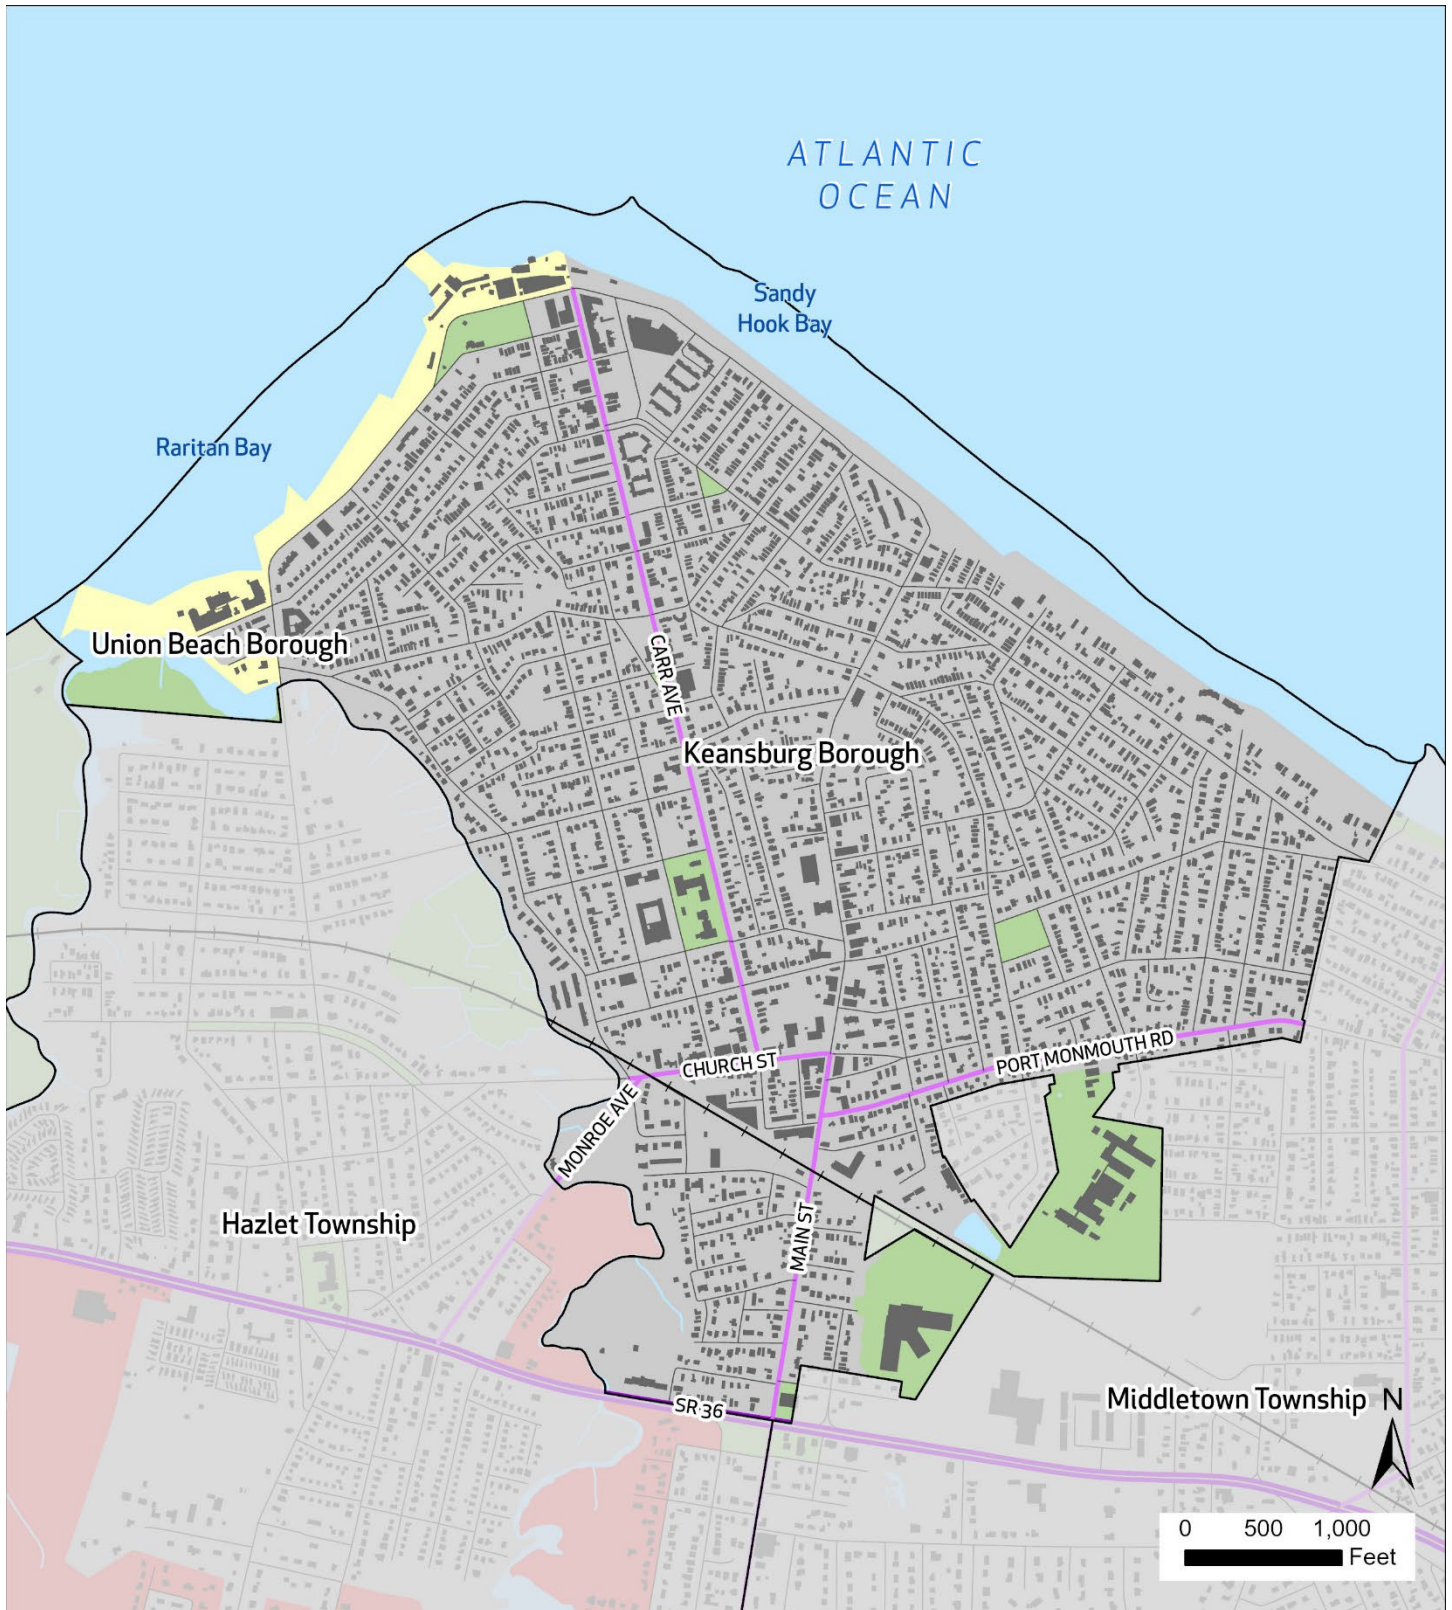 ATLANTIC
OCEAN
Sandy
Hook Bay
Raritan Bay
Union Beach Borough
CARR AVE
Keansburg Borough
PORT MONMOUTH RD
CHURCH ST
MONROE AVE
MAIN ST
Hazlet Township
Middletown Township
N
SR 36
0 500 1,000
Feet